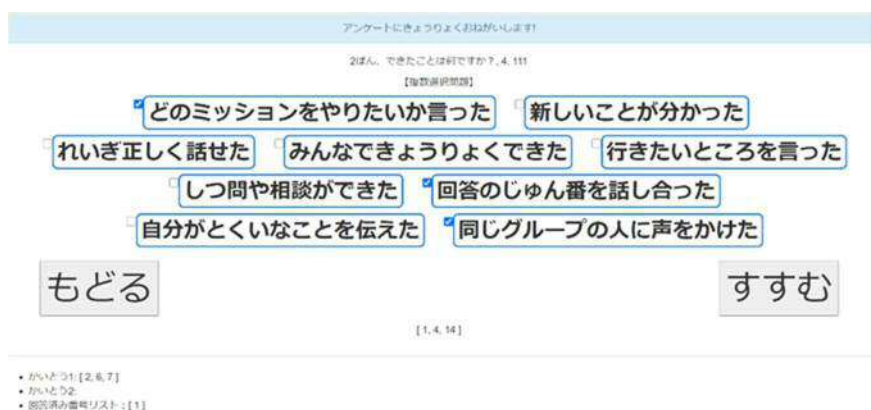 アンケートにきょうりょくおねがいします!
2ばん、できたことは何ですか?, 4, 111
【複数選択問題】
どのミッションをやりたいか言った 新しいことが分かった
れいぎ正しく話せた みんなできょうりょくできた 行きたいところを言った
しつ問や相談ができた 回答のじゅん番を話し合った
自分がとくいなことを伝えた 同じグループの人に声をかけた
もどる すすむ
[ 1, 4, 14 ]
かいとう1: [ 2, 6, 7 ]
かいとう2:
回答済み番号リスト : [ 1 ]